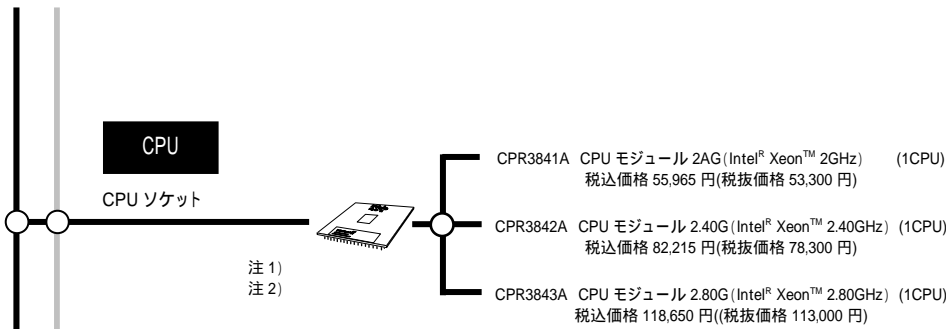 CPU
CPU ソケット
注 1)
注 2)
CPR3841A CPU モジュール 2AG(Intel^R Xeon™ 2GHz) (1CPU)
税込価格 55,965 円(税抜価格 53,300 円)
CPR3842A CPU モジュール 2.40G(Intel^R Xeon™ 2.40GHz) (1CPU)
税込価格 82,215 円(税抜価格 78,300 円)
CPR3843A CPU モジュール 2.80G(Intel^R Xeon™ 2.80GHz) (1CPU)
税込価格 118,650 円((税抜価格 113,000 円)